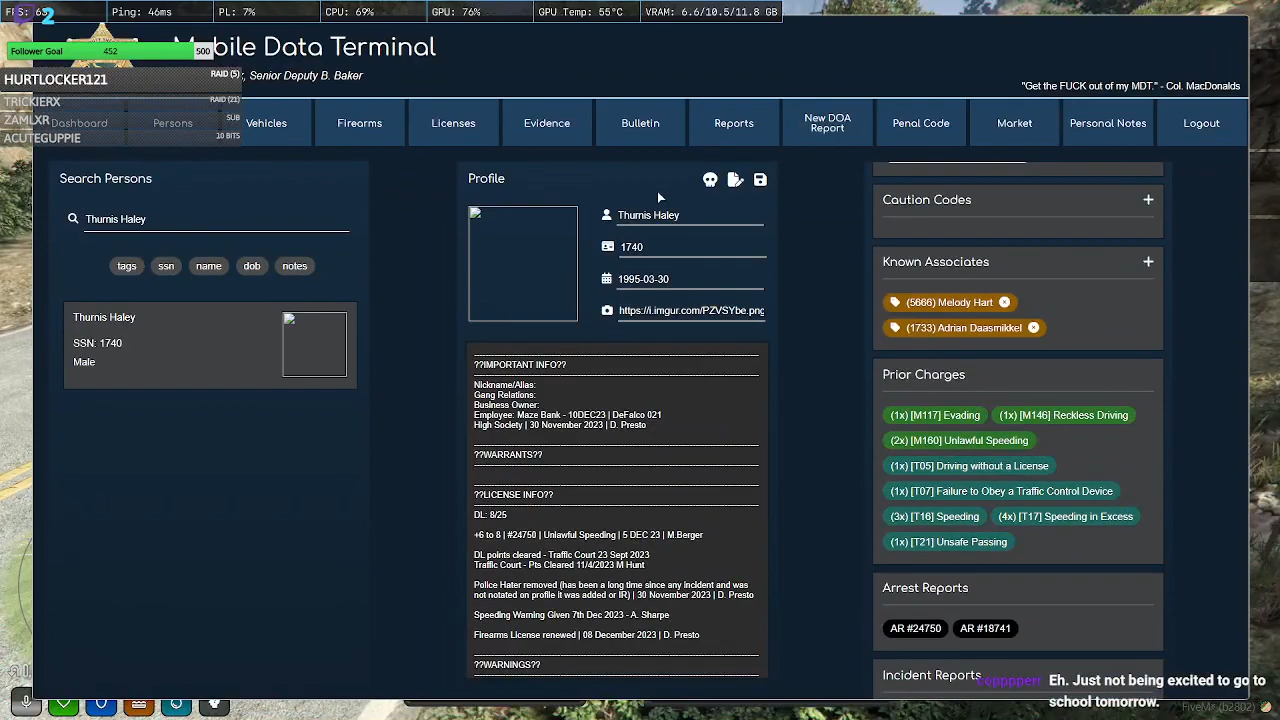 Ping: 46ms PL: 7% CPU: 69% GPU: 76% GPU Temp: 55°C VRAM: 6.6/10.5/11.8 GB
2
Mobile Data Terminal
Follower Goal 452 500
Senior Deputy B. Baker
HURTLOCKER121 RAID (5)
"Get the FUCK out of my MDT." - Col. MacDonalds
TRICKIERX RAID (21)
ZAMLXR SUB
ACUTEGUPPIE 10 BITS
Dashboard Persons Vehicles Firearms Licenses Evidence Bulletin Reports New DOA Report Penal Code Market Personal Notes Logout
Search Persons
Thurnis Haley
tags ssn name dob notes
Thurnis Haley
SSN: 1740
Male
Profile
Thurnis Haley
1740
1995-03-30
https://i.imgur.com/PZVSYbe.png
??IMPORTANT INFO??
Nickname/Alias:
Gang Relations:
Business Owner:
Employee: Maze Bank - 10DEC23 | DeFalco 021
High Society | 30 November 2023 | D. Presto
??WARRANTS??
??LICENSE INFO??
DL: 8/25
+6 to 8 | #24750 | Unlawful Speeding | 5 DEC 23 | M.Berger
DL points cleared - Traffic Court 23 Sept 2023
Traffic Court - Pts Cleared 11/4/2023 M Hunt
Police Hater removed (has been a long time since any incident and was
not notated on profile it was added or IR) | 30 November 2023 | D. Presto
Speeding Warning Given 7th Dec 2023 - A. Sharpe
Firearms License renewed | 08 December 2023 | D. Presto
??WARNINGS??
Caution Codes +
Known Associates +
(5666) Melody Hart
(1733) Adrian Daasmikkel
Prior Charges
(1x) [M117] Evading (1x) [M146] Reckless Driving
(2x) [M160] Unlawful Speeding
(1x) [T05] Driving without a License
(1x) [T07] Failure to Obey a Traffic Control Device
(3x) [T16] Speeding (4x) [T17] Speeding in Excess
(1x) [T21] Unsafe Passing
Arrest Reports
AR #24750 AR #18741
Incident Reports
Eh. Just not being excited to go to
school tomorrow.